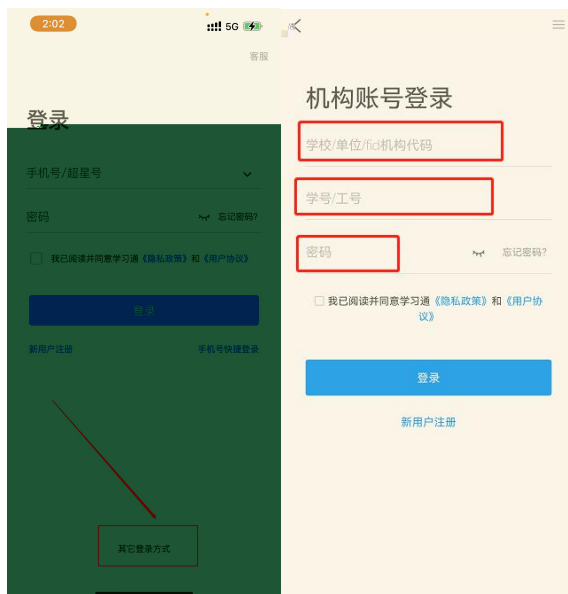 2:02
5G
客服
登录
手机号/超星号
密码
忘记密码?
我已阅读并同意学习通《隐私政策》和《用户协议》
登录
新用户注册
手机号快捷登录
其它登录方式
机构账号登录
学校/单位/fid机构代码
学号/工号
密码
忘记密码?
我已阅读并同意学习通《隐私政策》和《用户协
议》
登录
新用户注册